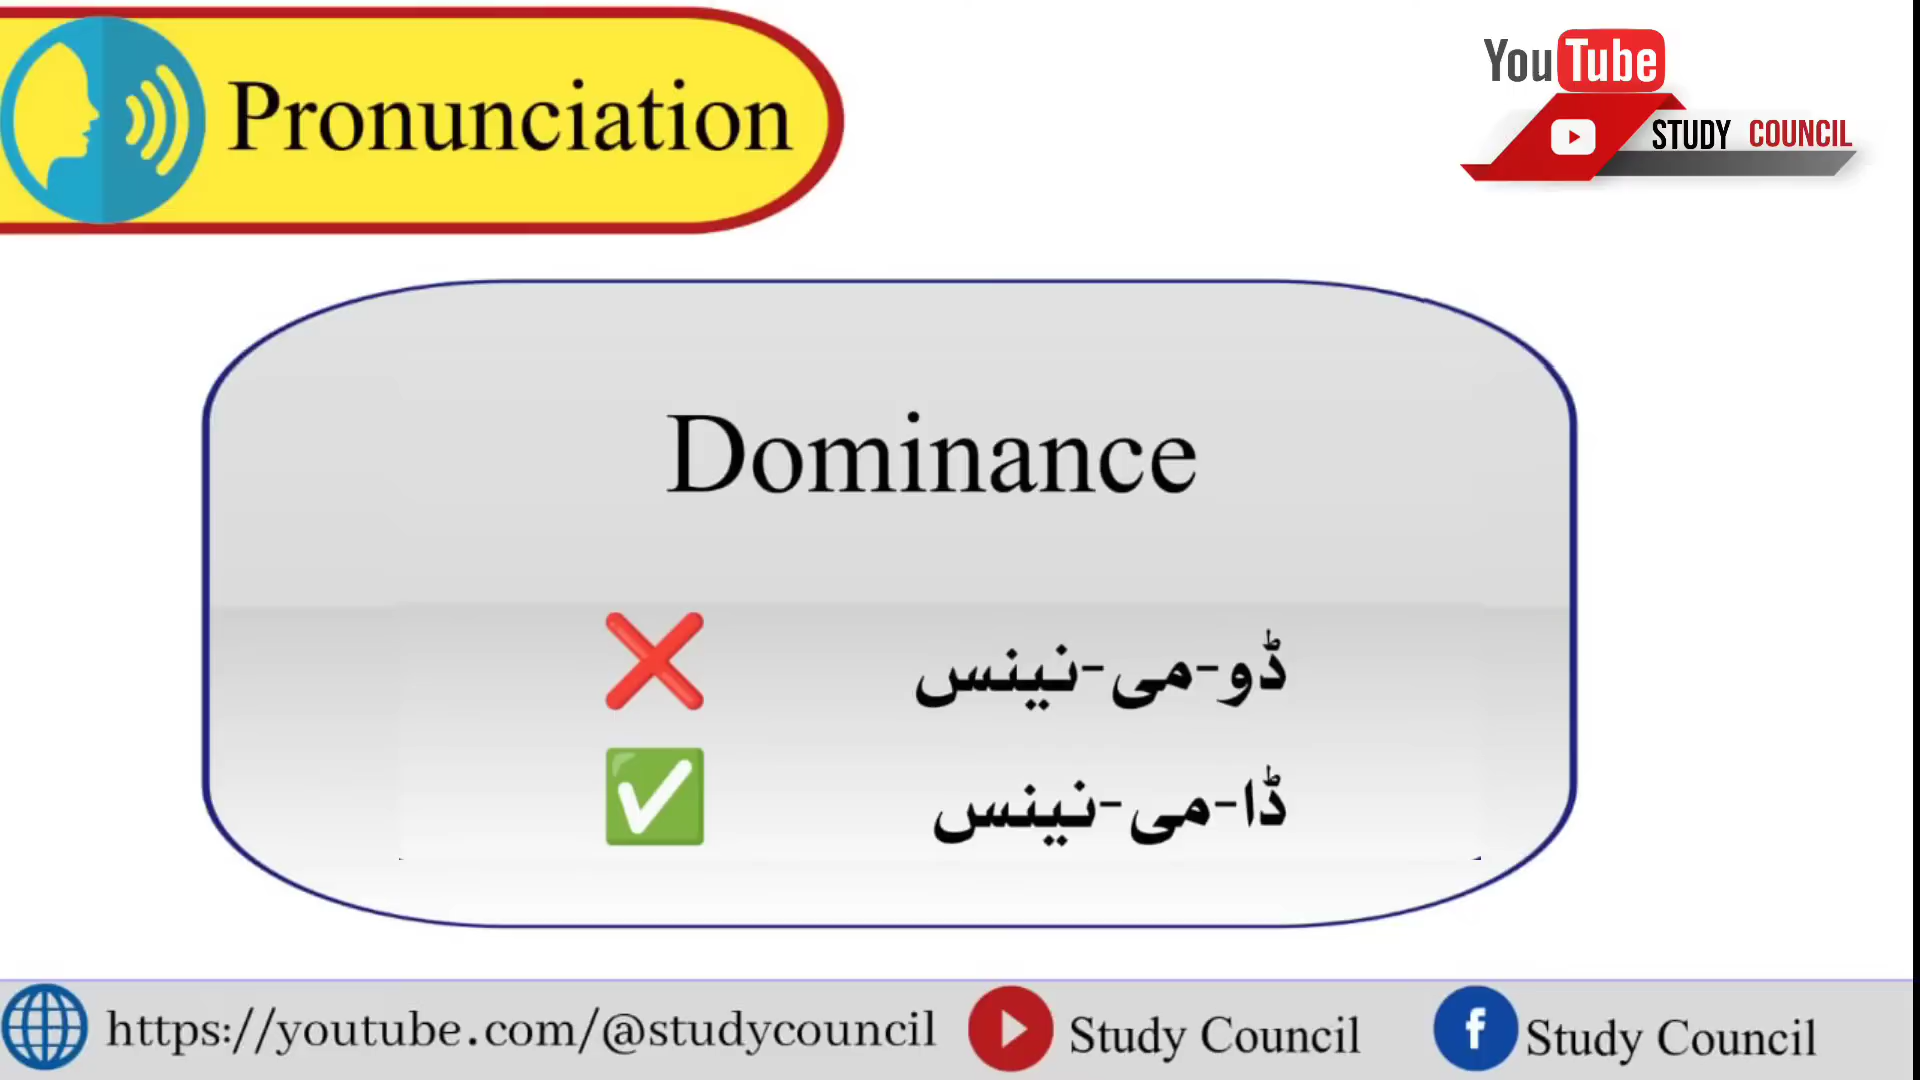 Pronunciation
YouTube
STUDY COUNCIL
Dominance
❌ ڈو-می-نینس
✅ ڈا-می-نینس
https://youtube.com/@studycouncil
Study Council
Study Council